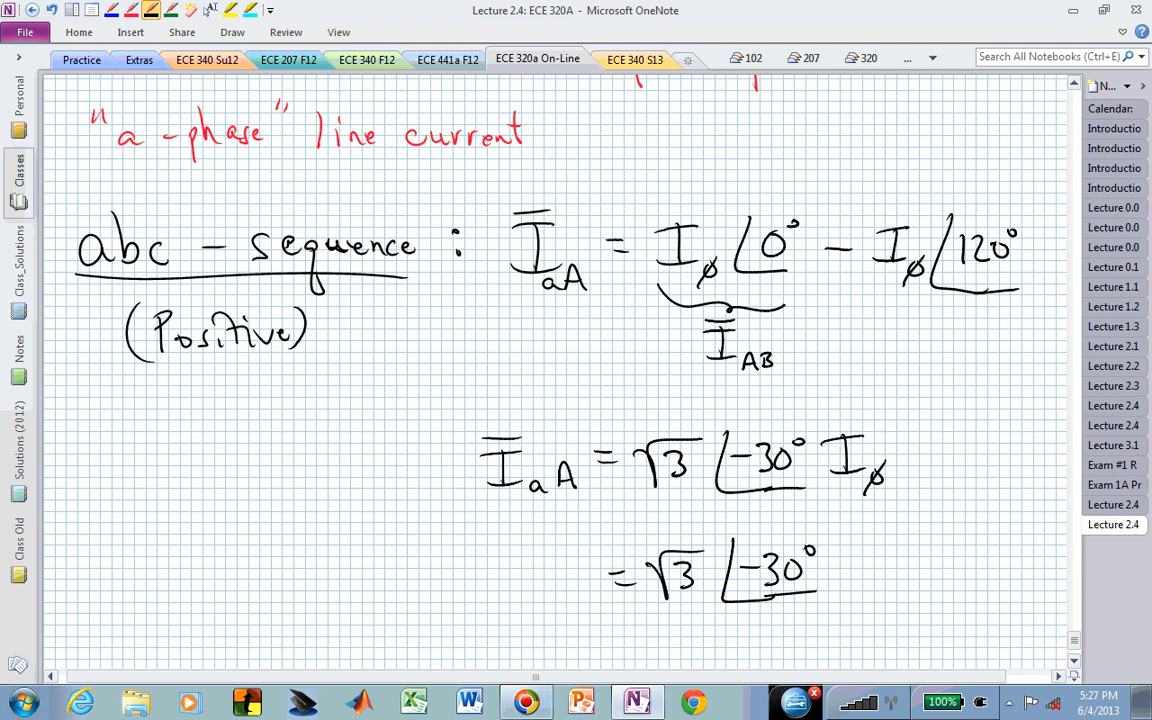 Lecture 2.4: ECE 320A - Microsoft OneNote
File Home Insert Share Draw Review View
Practice Extras ECE 340 Su12 ECE 207 F12 ECE 340 F12 ECE 441a F12 ECE 320a On-Line ECE 340 S13 102 207 320 ... Search All Notebooks (Ctrl+E)
Personal
Classes
Class_Solutions
Notes
Solutions (2012)
Class Old
N...
Calendar:
Introductio
Introductio
Introductio
Introductio
Lecture 0.0
Lecture 0.0
Lecture 0.0
Lecture 0.1
Lecture 1.1
Lecture 1.2
Lecture 1.3
Lecture 2.1
Lecture 2.2
Lecture 2.3
Lecture 2.4
Lecture 2.4
Lecture 3.1
Exam #1 R
Exam 1A Pr
Lecture 2.4
Lecture 2.4
"a-phase" line current
abc - sequence : I̅aA = Iø ∠0° - Iø ∠120°
(Positive)
I̅AB
I̅aA = √3 ∠-30° Iø
= √3 ∠-30°
100%
5:27 PM
6/4/2013